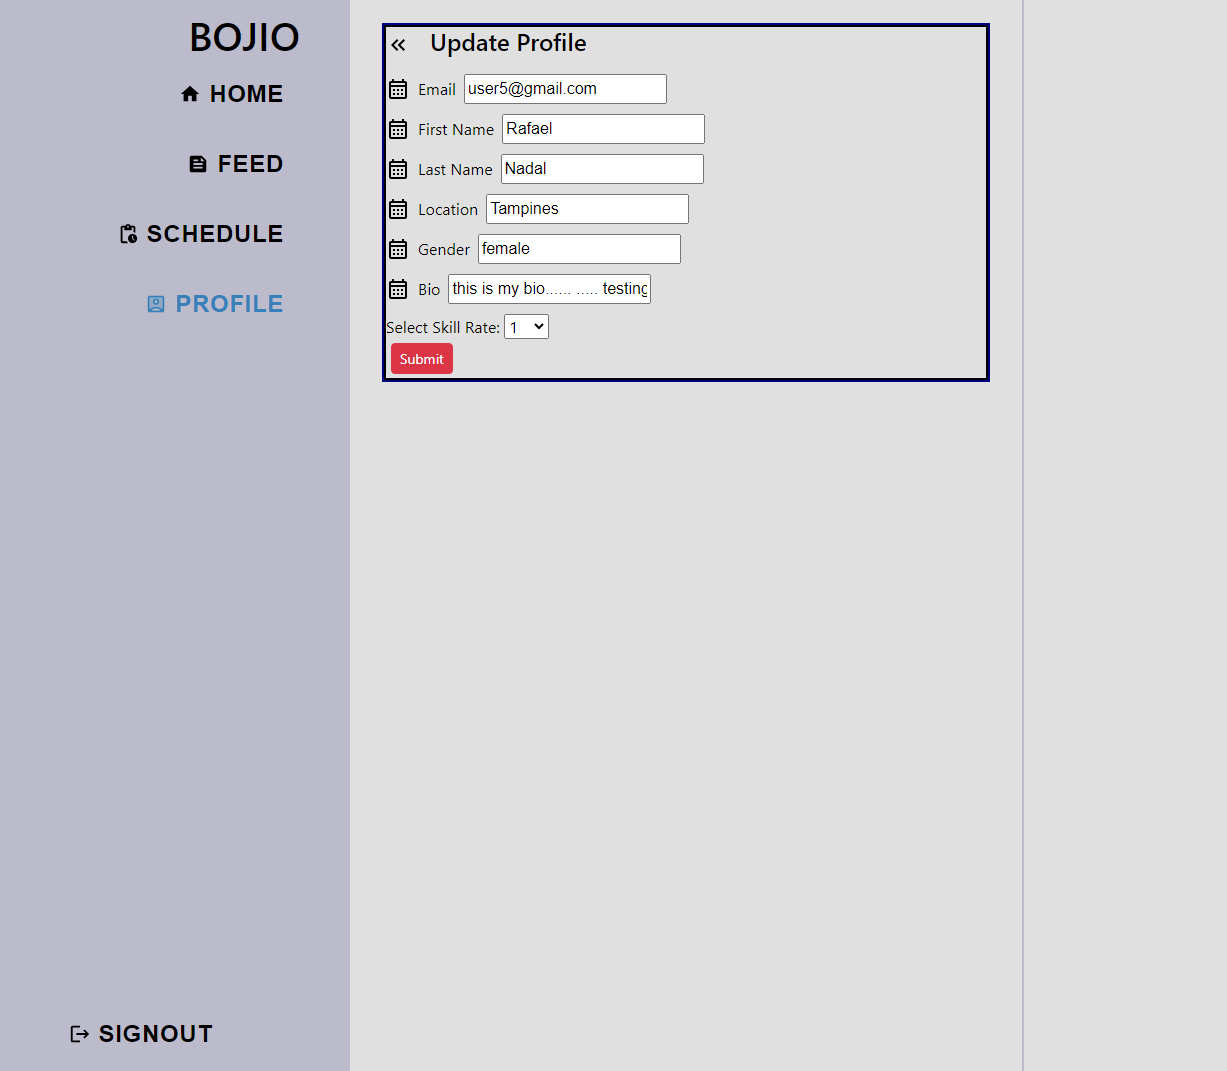 BOJIO
HOME
FEED
SCHEDULE
PROFILE
SIGNOUT
Update Profile
Email user5@gmail.com
First Name Rafael
Last Name Nadal
Location Tampines
Gender female
Bio this is my bio...... ..... testing
Select Skill Rate: 1
Submit